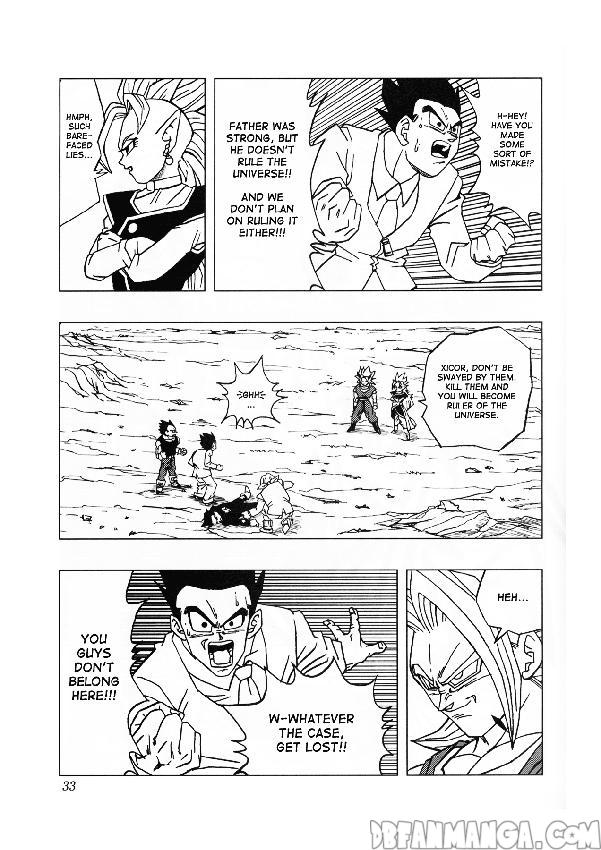 H-HEY!
HAVE YOU
MADE
SOME
SORT OF
MISTAKE!?
FATHER WAS
STRONG, BUT
HE DOESN'T
RULE THE
UNIVERSE!!
AND WE
DON'T PLAN
ON RULING IT
EITHER!!!
HMPH,
SUCH
BARE-
FACED
LIES...
XICOR, DON'T BE
SWAYED BY THEM.
KILL THEM AND
YOU WILL BECOME
RULER OF THE
UNIVERSE.
-GHH-
...
HEH...
W-WHATEVER
THE CASE,
GET LOST!!
YOU
GUYS
DON'T
BELONG
HERE!!!
33
DBFANMANGA.COM